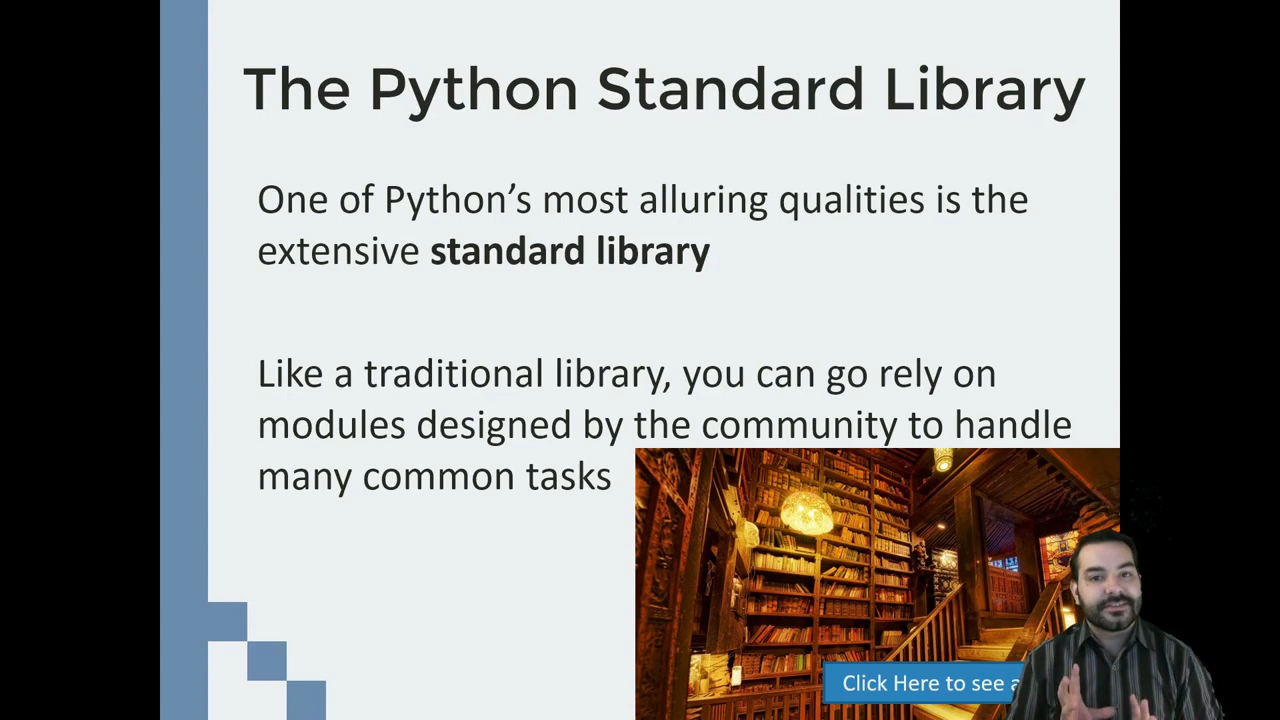 The Python Standard Library
One of Python’s most alluring qualities is the
extensive standard library
Like a traditional library, you can go rely on
modules designed by the community to handle
many common tasks
Click Here to see